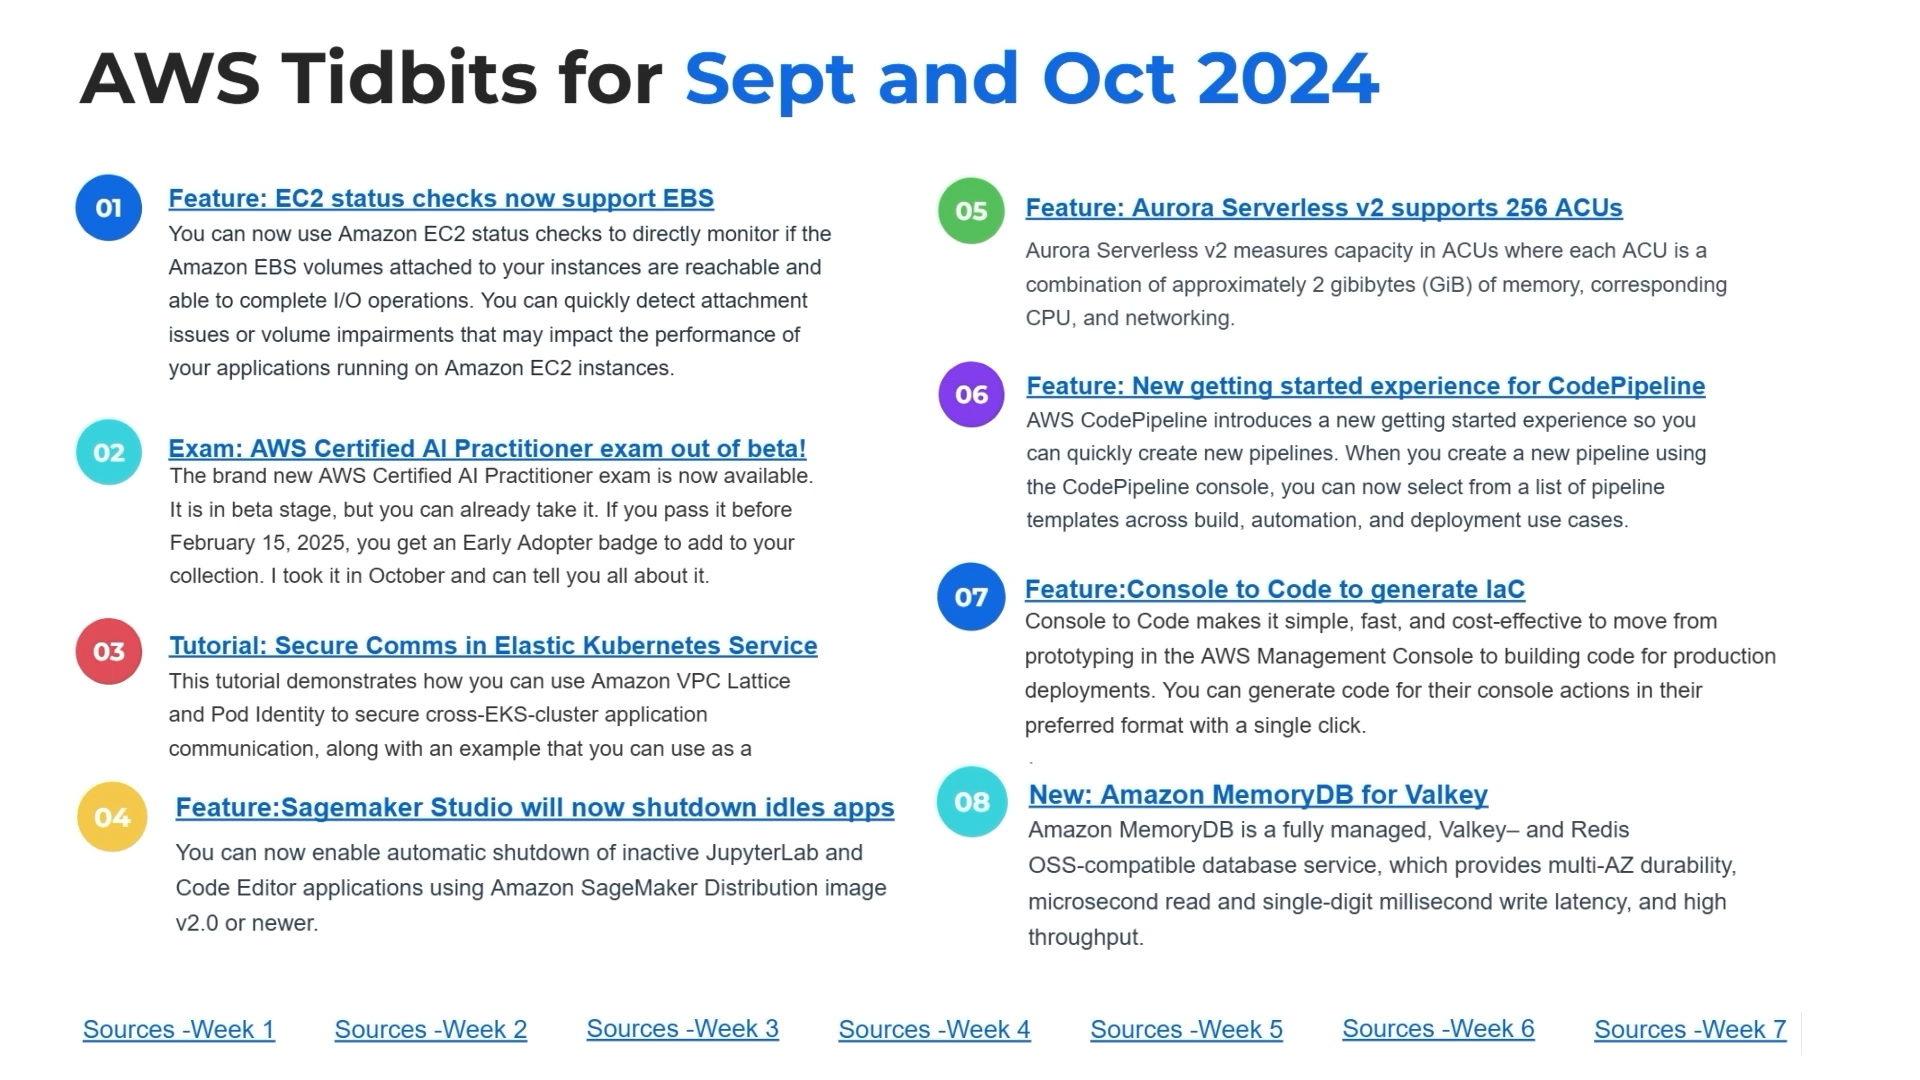 AWS Tidbits for Sept and Oct 2024
01
Feature: EC2 status checks now support EBS
You can now use Amazon EC2 status checks to directly monitor if the
Amazon EBS volumes attached to your instances are reachable and
able to complete I/O operations. You can quickly detect attachment
issues or volume impairments that may impact the performance of
your applications running on Amazon EC2 instances.
02
Exam: AWS Certified AI Practitioner exam out of beta!
The brand new AWS Certified AI Practitioner exam is now available.
It is in beta stage, but you can already take it. If you pass it before
February 15, 2025, you get an Early Adopter badge to add to your
collection. I took it in October and can tell you all about it.
03
Tutorial: Secure Comms in Elastic Kubernetes Service
This tutorial demonstrates how you can use Amazon VPC Lattice
and Pod Identity to secure cross-EKS-cluster application
communication, along with an example that you can use as a
04
Feature:Sagemaker Studio will now shutdown idles apps
You can now enable automatic shutdown of inactive JupyterLab and
Code Editor applications using Amazon SageMaker Distribution image
v2.0 or newer.
05
Feature: Aurora Serverless v2 supports 256 ACUs
Aurora Serverless v2 measures capacity in ACUs where each ACU is a
combination of approximately 2 gibibytes (GiB) of memory, corresponding
CPU, and networking.
06
Feature: New getting started experience for CodePipeline
AWS CodePipeline introduces a new getting started experience so you
can quickly create new pipelines. When you create a new pipeline using
the CodePipeline console, you can now select from a list of pipeline
templates across build, automation, and deployment use cases.
07
Feature:Console to Code to generate IaC
Console to Code makes it simple, fast, and cost-effective to move from
prototyping in the AWS Management Console to building code for production
deployments. You can generate code for their console actions in their
preferred format with a single click.
.
08
New: Amazon MemoryDB for Valkey
Amazon MemoryDB is a fully managed, Valkey– and Redis
OSS-compatible database service, which provides multi-AZ durability,
microsecond read and single-digit millisecond write latency, and high
throughput.
Sources -Week 1
Sources -Week 2
Sources -Week 3
Sources -Week 4
Sources -Week 5
Sources -Week 6
Sources -Week 7